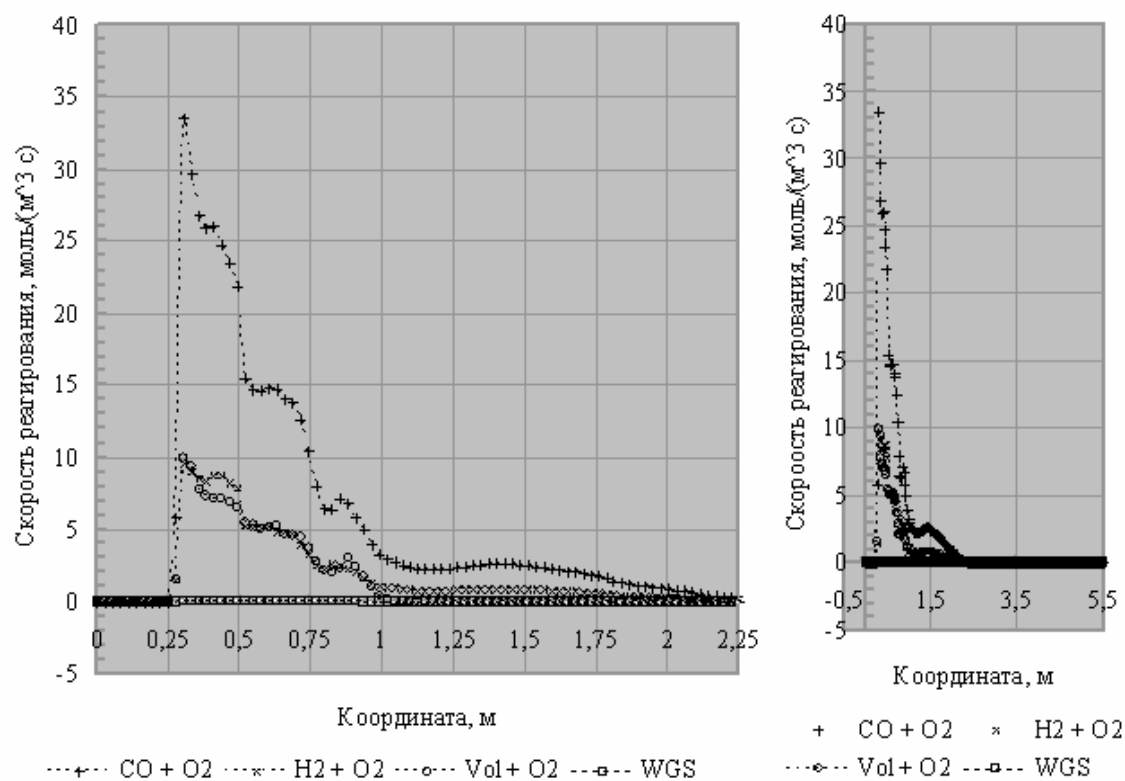 40
35
30
25
20
15
10
5
0
-5
Скорость реагирования, моль/(м^3 с)
0 0,25 0,5 0,75 1 1,25 1,5 1,75 2 2,25
Координата, м
CO + O2 H2 + O2 Vol + O2 WGS
40
35
30
25
20
15
10
5
0
-5
Скорость реагирования, моль/(м^3 с)
-0,5 1,5 3,5 5,5
Координата, м
CO + O2 H2 + O2
Vol + O2 WGS